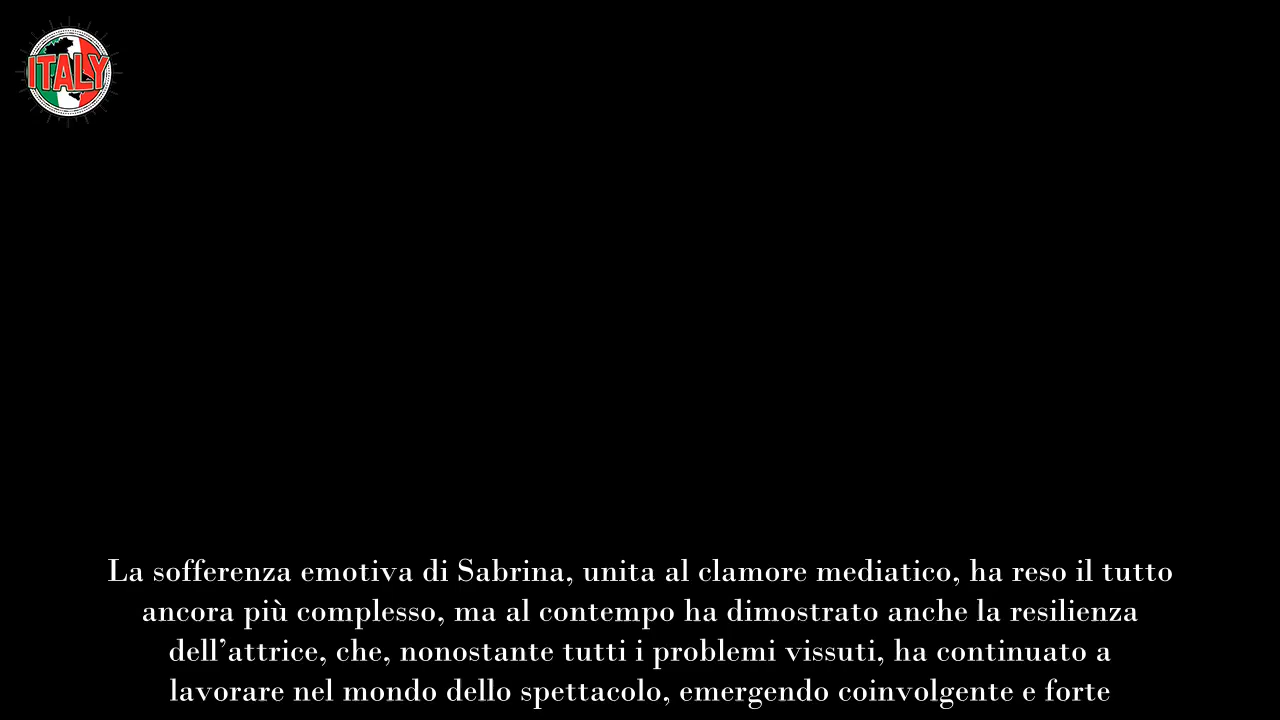 ITALY
La sofferenza emotiva di Sabrina, unita al clamore mediatico, ha reso il tutto
ancora più complesso, ma al contempo ha dimostrato anche la resilienza
dell’attrice, che, nonostante tutti i problemi vissuti, ha continuato a
lavorare nel mondo dello spettacolo, emergendo coinvolgente e forte